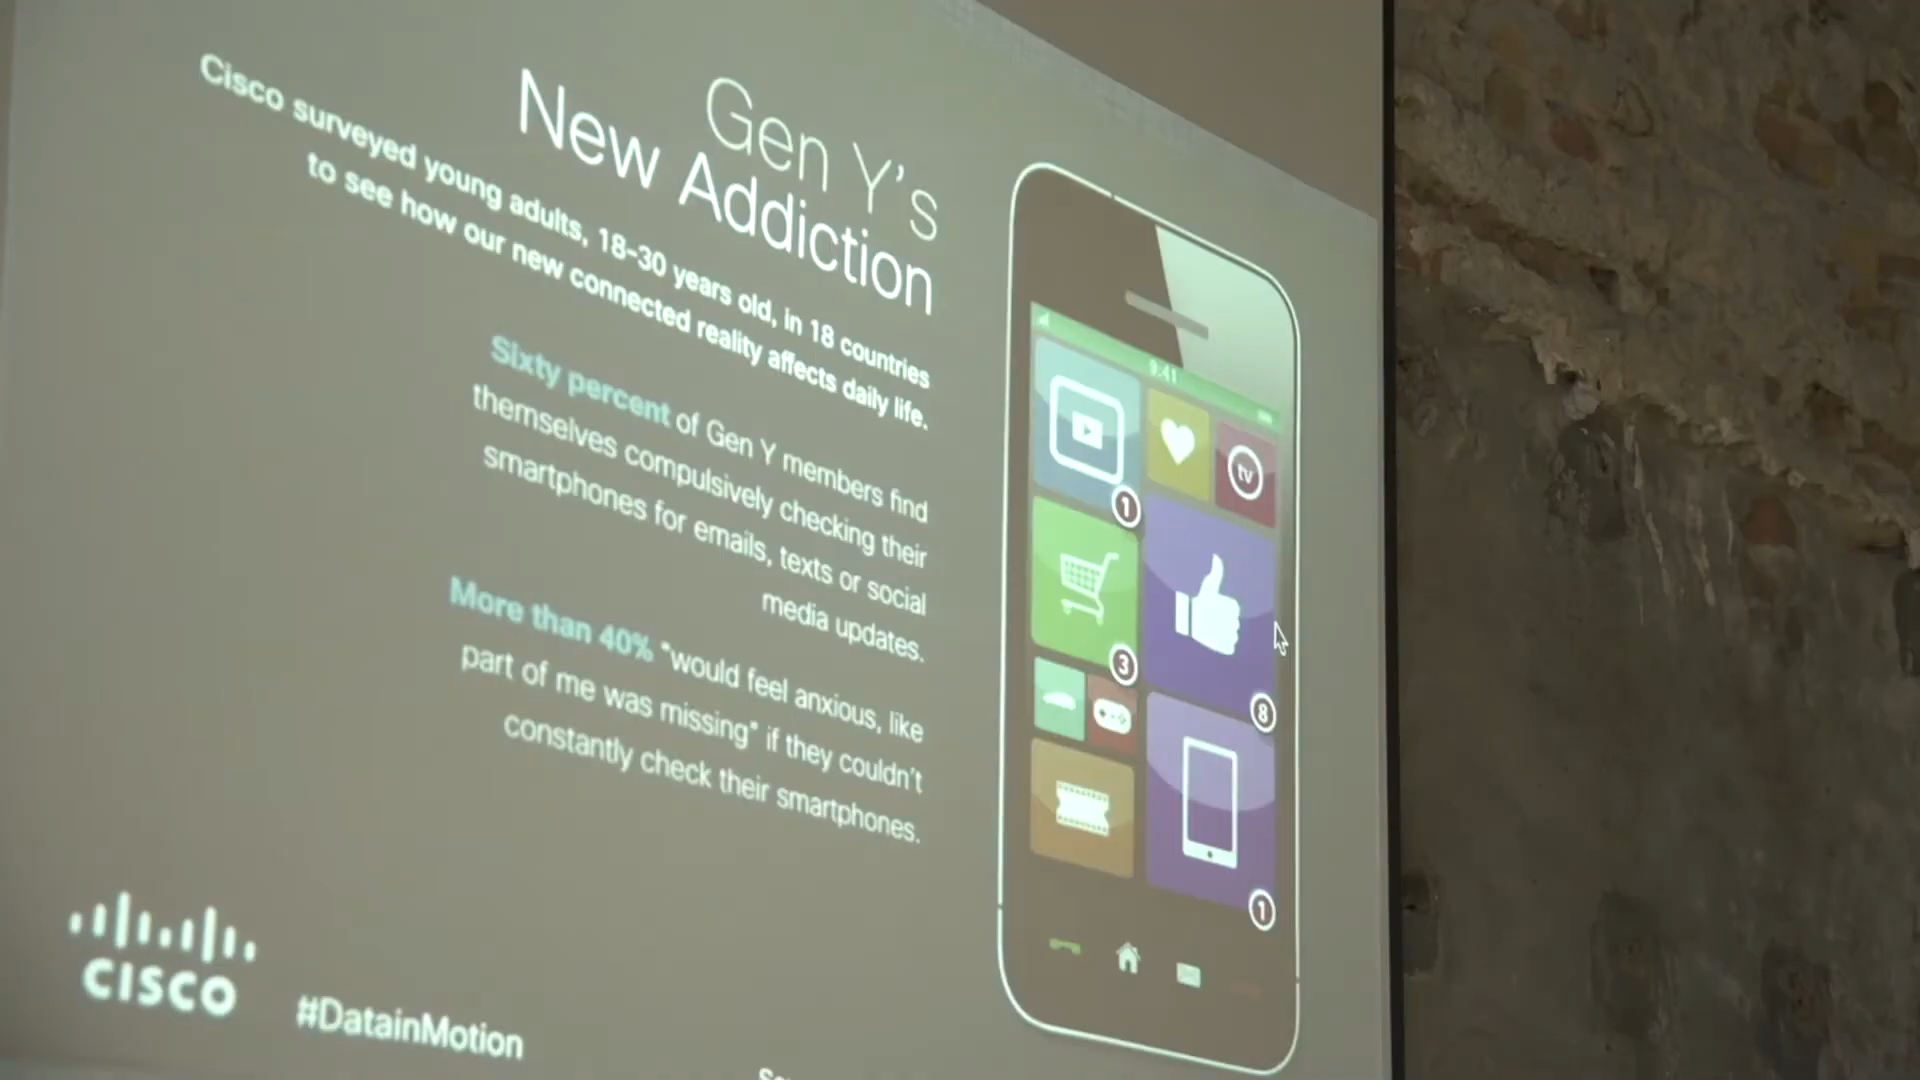 Gen Y's
New Addiction
Cisco surveyed young adults, 18-30 years old, in 18 countries
to see how our new connected reality affects daily life.
Sixty percent of Gen Y members find
themselves compulsively checking their
smartphones for emails, texts or social
media updates.
More than 40% "would feel anxious, like
part of me was missing" if they couldn't
constantly check their smartphones.
9:41
tv
1
3
8
1
CISCO
#DatainMotion